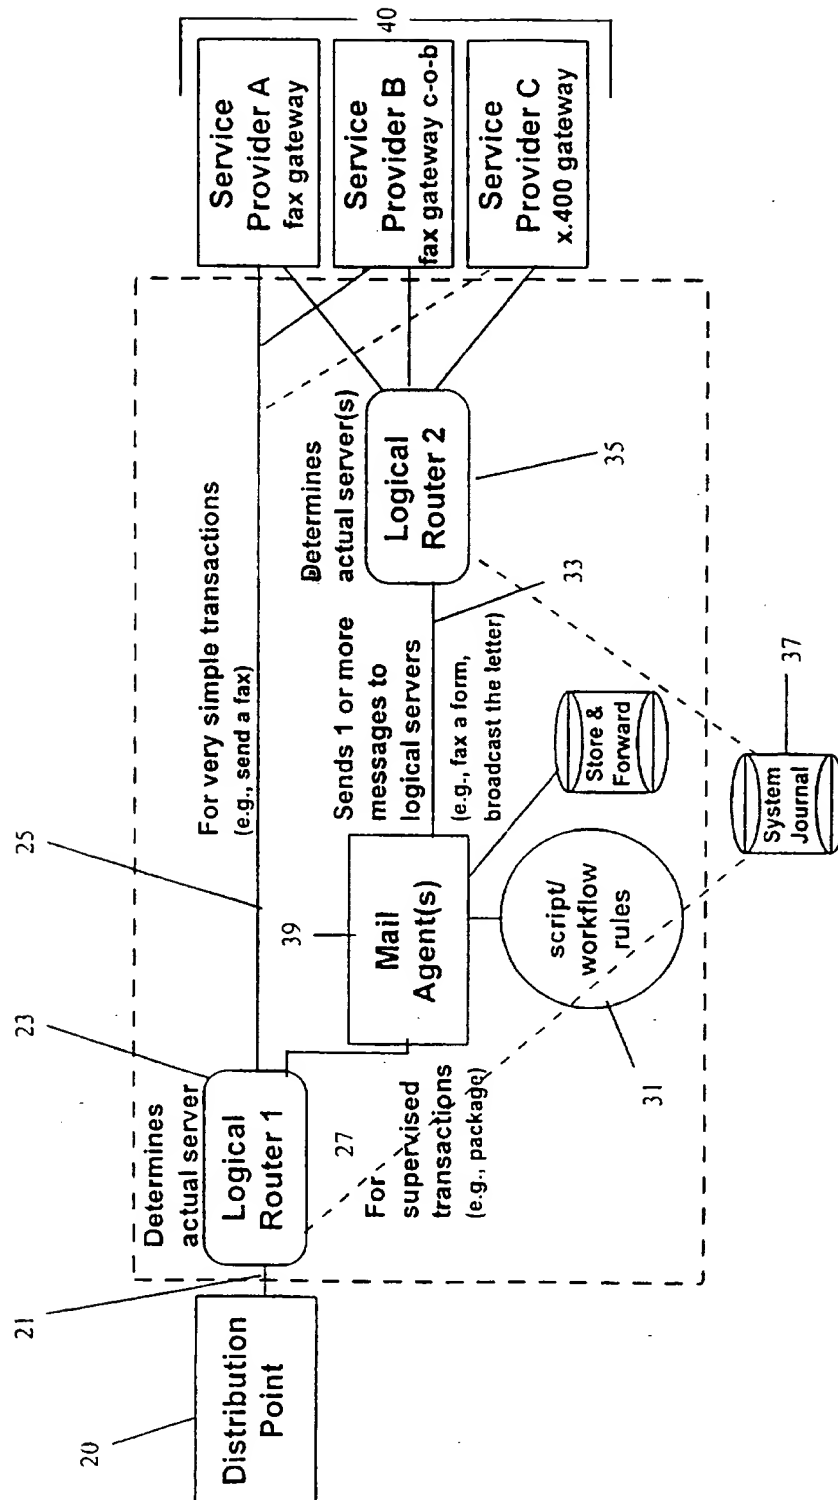 20
Distribution
Point
21
23
Determines
actual server
Logical
Router 1
25
For very simple transactions
(e.g., send a fax)
27
For
supervised
transactions
(e.g., package)
39
Mail
Agent(s)
script/
workflow
rules
31
Store &
Forward
Sends 1 or more
messages to
logical servers
(e.g., fax a form,
broadcast the letter)
33
Determines
actual server(s)
Logical
Router 2
35
System
Journal
37
40
Service
Provider A
fax gateway
Service
Provider B
fax gateway c-o-b
Service
Provider C
x.400 gateway